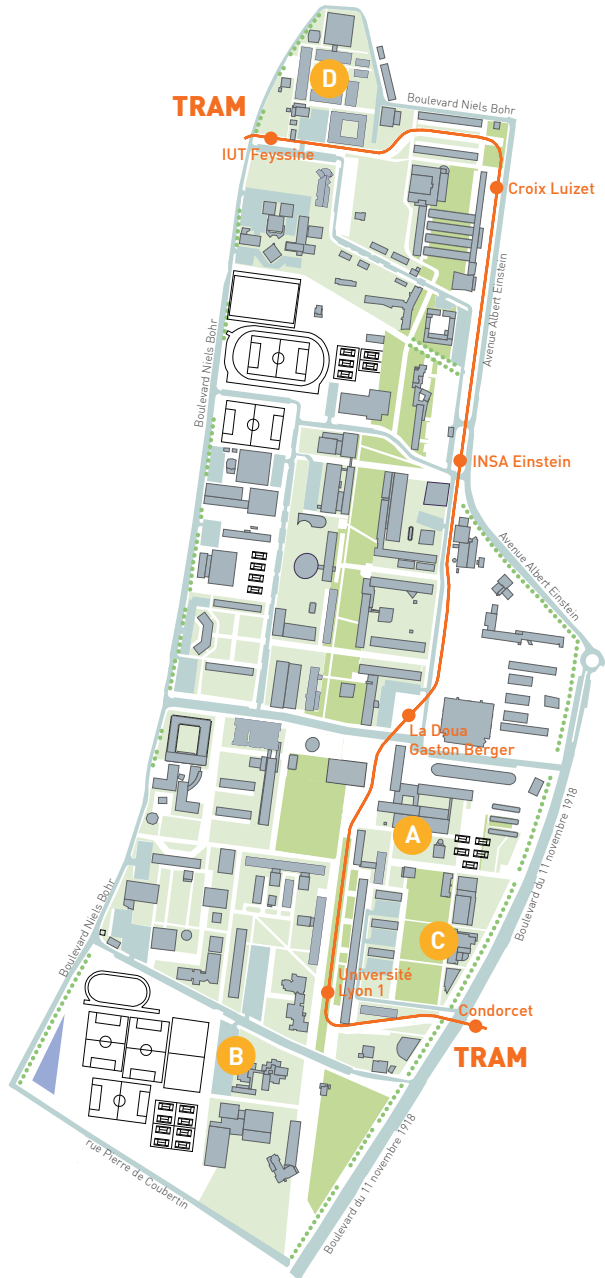 D
TRAM
Boulevard Niels Bohr
IUT Feyssine
Croix Luizet
Avenue Albert Einstein
Boulevard Niels Bohr
INSA Einstein
Avenue Albert Einstein
La Doua
Gaston Berger
A
Boulevard du 11 novembre 1918
Boulevard Niels Bohr
C
Université
Lyon 1
Condorcet
B
TRAM
rue Pierre de Coubertin
Boulevard du 11 novembre 1918